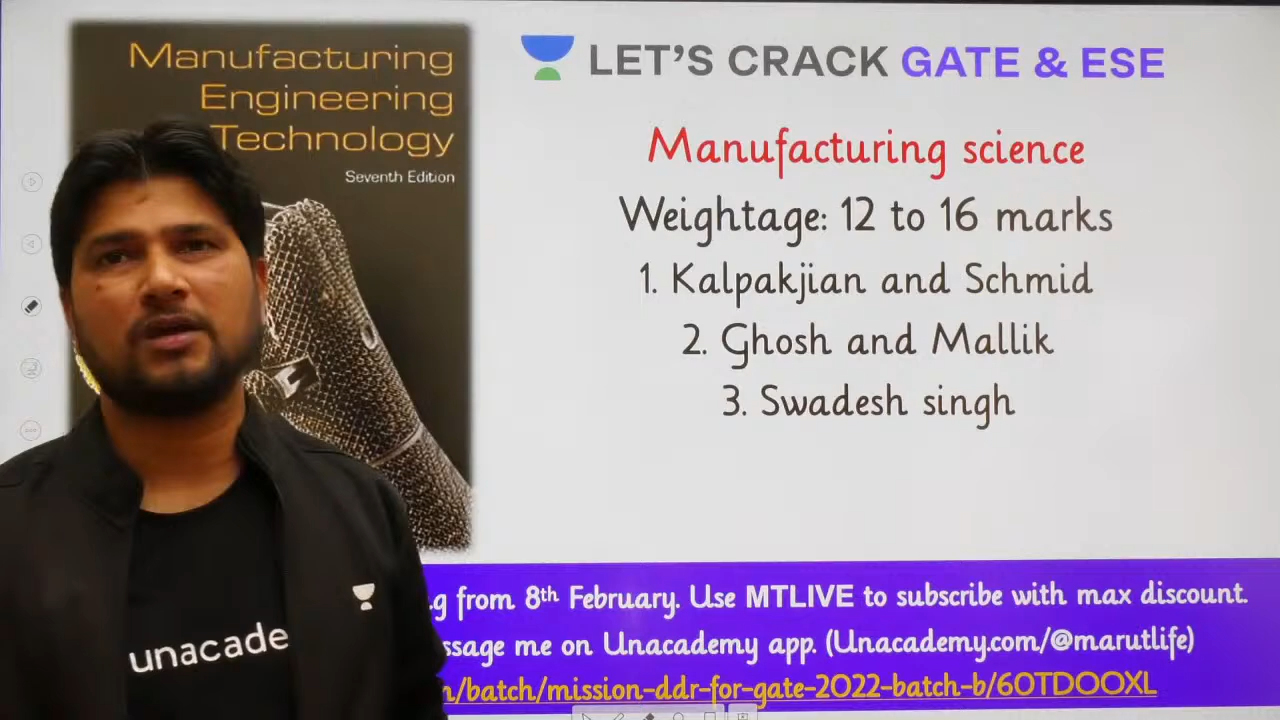 Manufacturing
Engineering
Technology
Seventh Edition
LET'S CRACK GATE & ESE
Manufacturing science
Weightage: 12 to 16 marks
1. Kalpakjian and Schmid
2. Ghosh and Mallik
3. Swadesh singh
from 8th February. Use MTLIVE to subscribe with max discount.
me on Unacademy app. (Unacademy.com/@marutlife)
/batch/mission-ddr-for-gate-2022-batch-b/6OTDOOXL
unacade